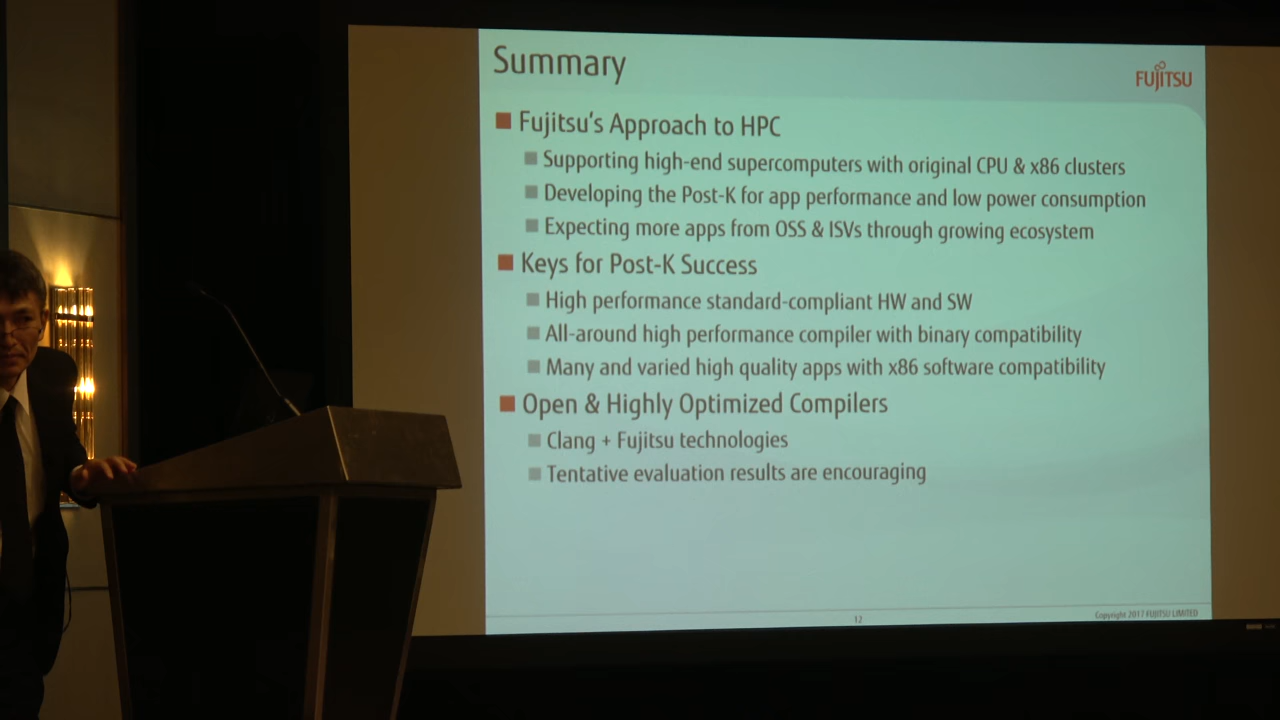 Summary
FUJITSU
Fujitsu's Approach to HPC
Supporting high-end supercomputers with original CPU & x86 clusters
Developing the Post-K for app performance and low power consumption
Expecting more apps from OSS & ISVs through growing ecosystem
Keys for Post-K Success
High performance standard-compliant HW and SW
All-around high performance compiler with binary compatibility
Many and varied high quality apps with x86 software compatibility
Open & Highly Optimized Compilers
Clang + Fujitsu technologies
Tentative evaluation results are encouraging
12
Copyright 2017 FUJITSU LIMITED